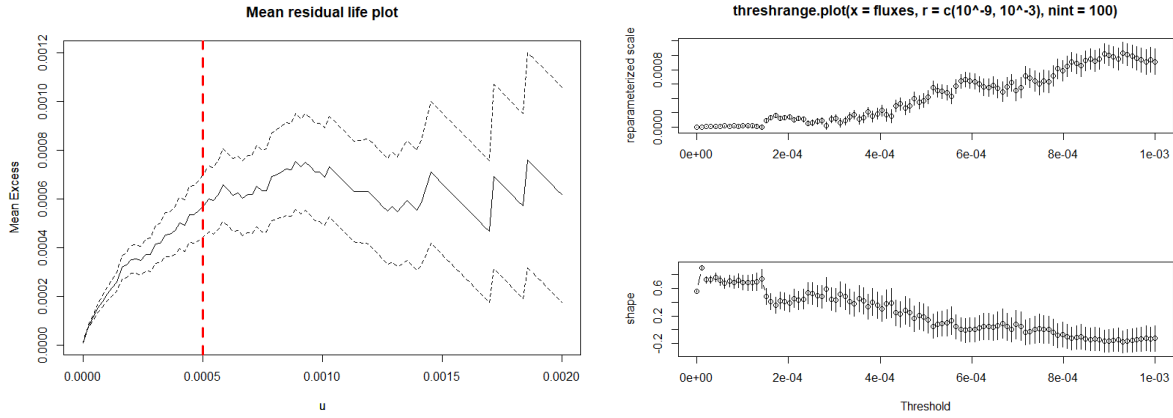 Mean residual life plot
Mean Excess
0.0000 0.0002 0.0004 0.0006 0.0008 0.0010 0.0012
0.0000 0.0005 0.0010 0.0015 0.0020
u
threshrange.plot(x = fluxes, r = c(10^-9, 10^-3), nint = 100)
reparameterized scale
0.0000 0.0008
0e+00 2e-04 4e-04 6e-04 8e-04 1e-03
shape
-0.2 0.2 0.6
0e+00 2e-04 4e-04 6e-04 8e-04 1e-03
Threshold